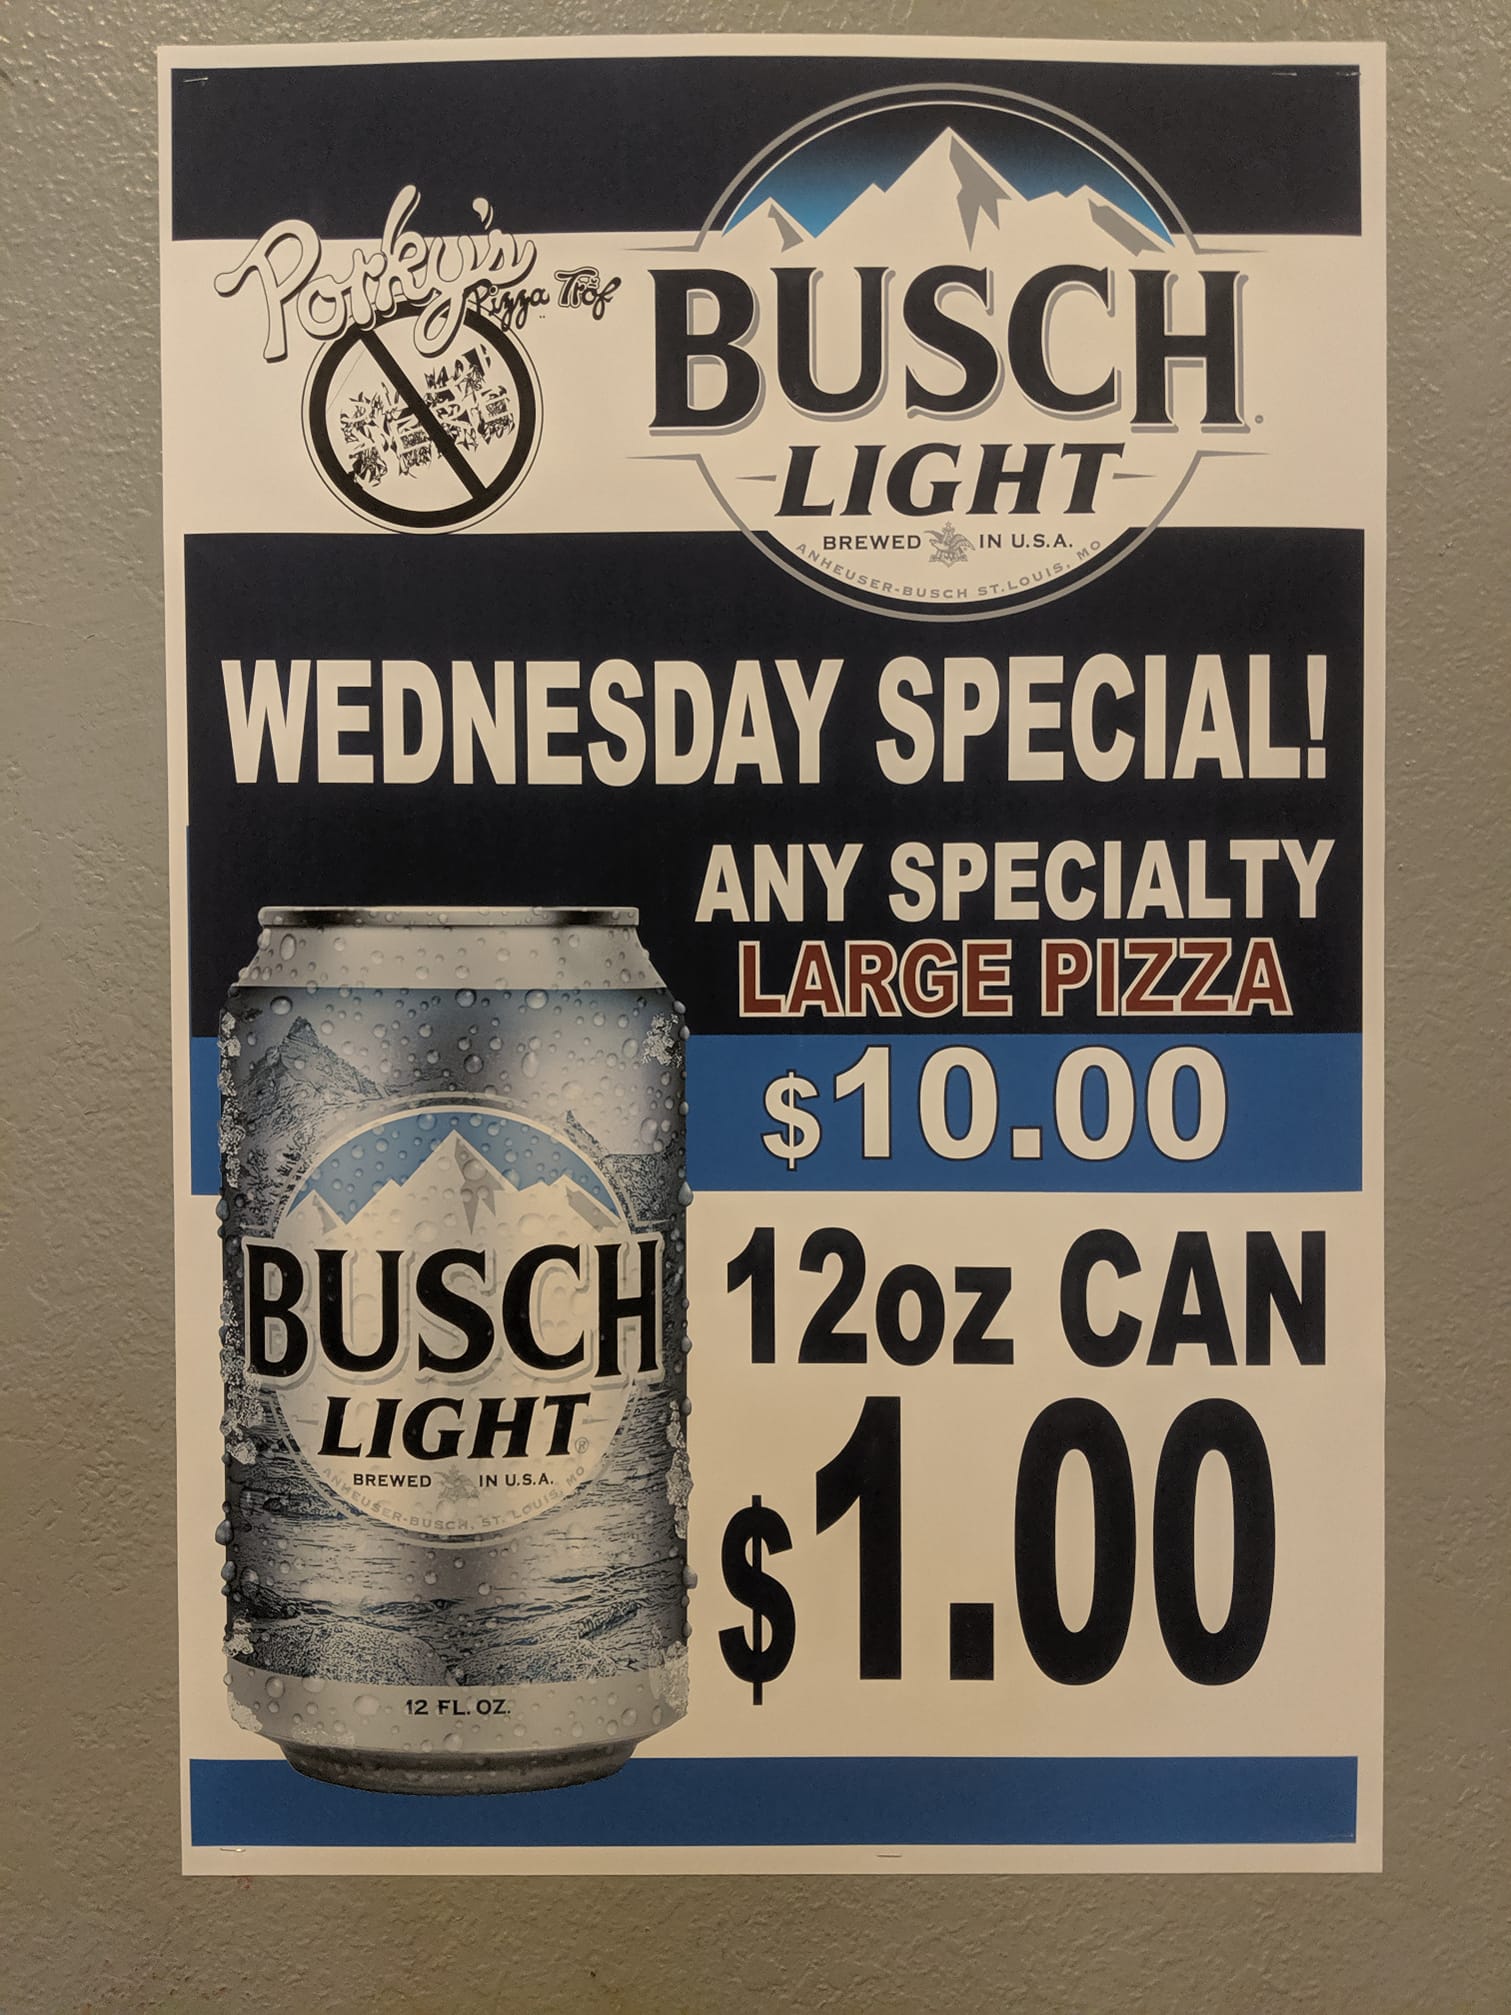 Porky's
Pizza Trof
BUSCH
LIGHT
BREWED IN U.S.A.
ANHEUSER-BUSCH ST. LOUIS, MO
WEDNESDAY SPECIAL!
ANY SPECIALTY
LARGE PIZZA
$10.00
12oz CAN
$1.00
BUSCH
LIGHT®
BREWED IN U.S.A.
ANHEUSER-BUSCH, ST. LOUIS, MO
12 FL. OZ.